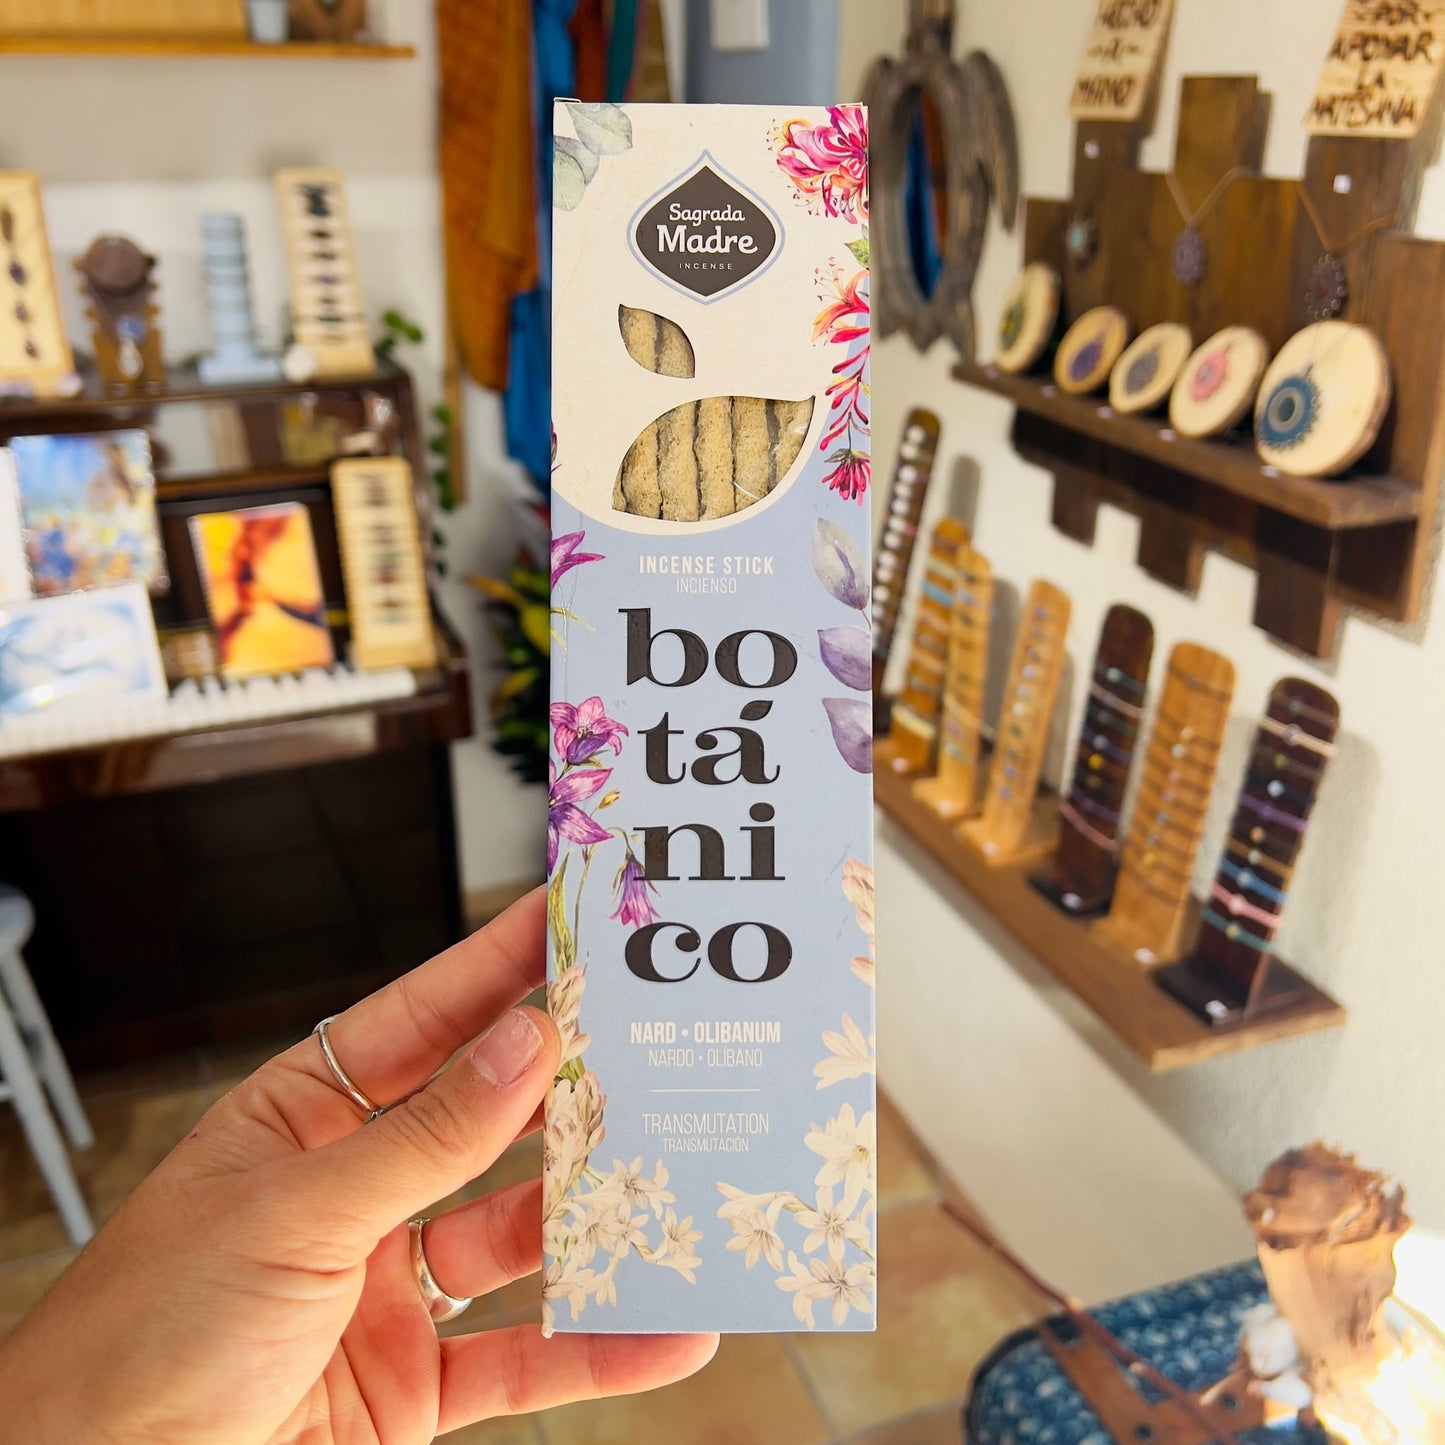 HECHO
A
MANO
POR
APOYAR
LA
ARTESANIA
Sagrada
Madre
INCENSE
INCENSE STICK
INCIENSO
bo
tá
ni
co
NARD • OLIBANUM
NARDO • OLÍBANO
TRANSMUTATION
TRANSMUTACIÓN